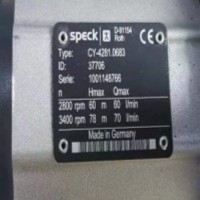 speck
D-91154
Roth
Type: CY-4281.0683
ID: 37706
Serie: 1001148766
n Hmax Qmax
2800 rpm 60 m 60 l/min
3400 rpm 78 m 70 l/min
Made in Germany